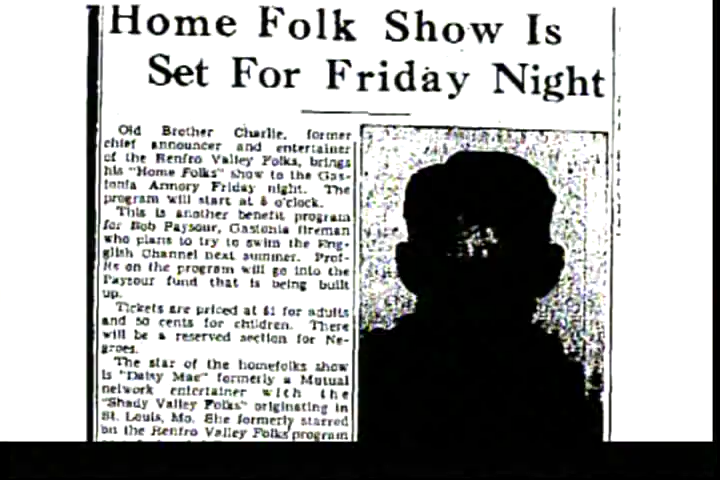 Home Folk Show Is
Set For Friday Night
Old Brother Charlie, former
chief announcer and entertainer
of the Renfro Valley Folks, brings
his "Home Folks" show to the Gas-
tonia Armory Friday night. The
program will start at 8 o'clock.
This is another benefit program
for Bob Paysour, Gastonia fireman
who plans to try to swim the Eng-
glish Channel next summer. Prof-
its on the program will go into the
Paysour fund that is being built
up.
Tickets are priced at $1 for adults
and 50 cents for children. There
will be a reserved section for Ne-
groes.
The star of the homefolks show
is "Daisy Mae" formerly a Mutual
network entertainer with the
"Shady Valley Folks" originating in
St. Louis, Mo. She formerly starred
on the Renfro Valley Folks program